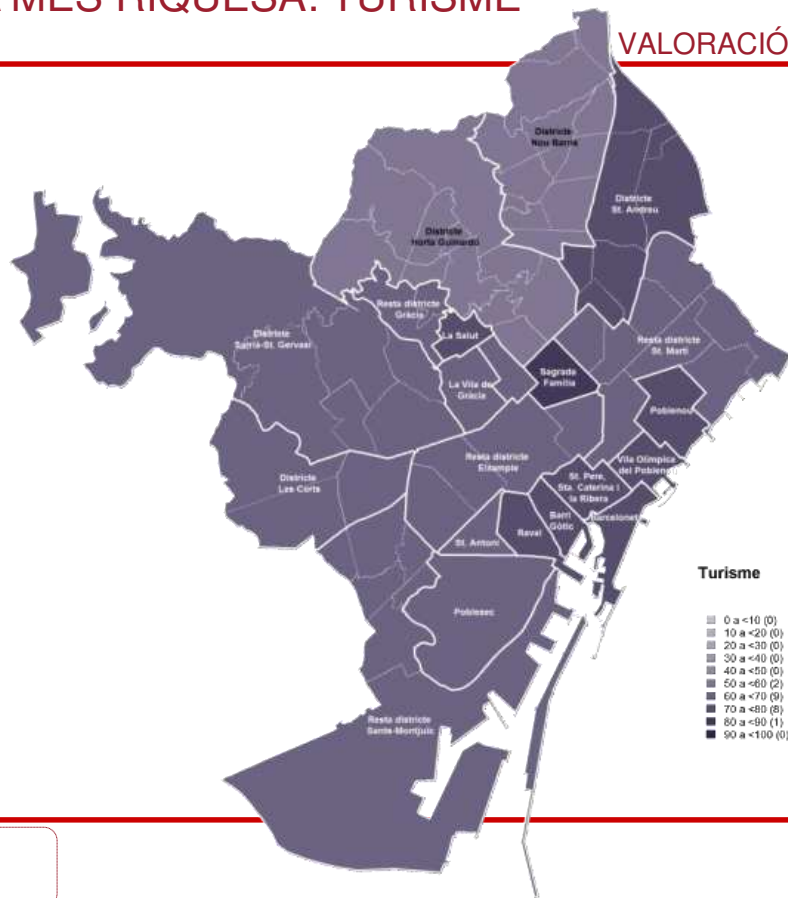 MÉS RIQUESA: TURISME
VALORACIÓ
Districte
Nou Barris
Districte
St. Andreu
Districte
Horta Guinardó
Resta districte
Gràcia
La Salut
Districte
Sarrià-St. Gervasi
Resta districte
St. Martí
La Vila de
Gràcia
Sagrada
Família
Poblenou
Resta districte
Eixample
Vila Olímpica
del Poblenou
Districte
Les Corts
St. Pere,
Sta. Caterina i
la Ribera
Barri
Gòtic
Barceloneta
Raval
St. Antoni
Poblesec
Resta districte
Sants-Montjuïc
Turisme
0 a <10 (0)
10 a <20 (0)
20 a <30 (0)
30 a <40 (0)
40 a <50 (0)
50 a <60 (2)
60 a <70 (9)
70 a <80 (8)
80 a <90 (1)
90 a <100 (0)